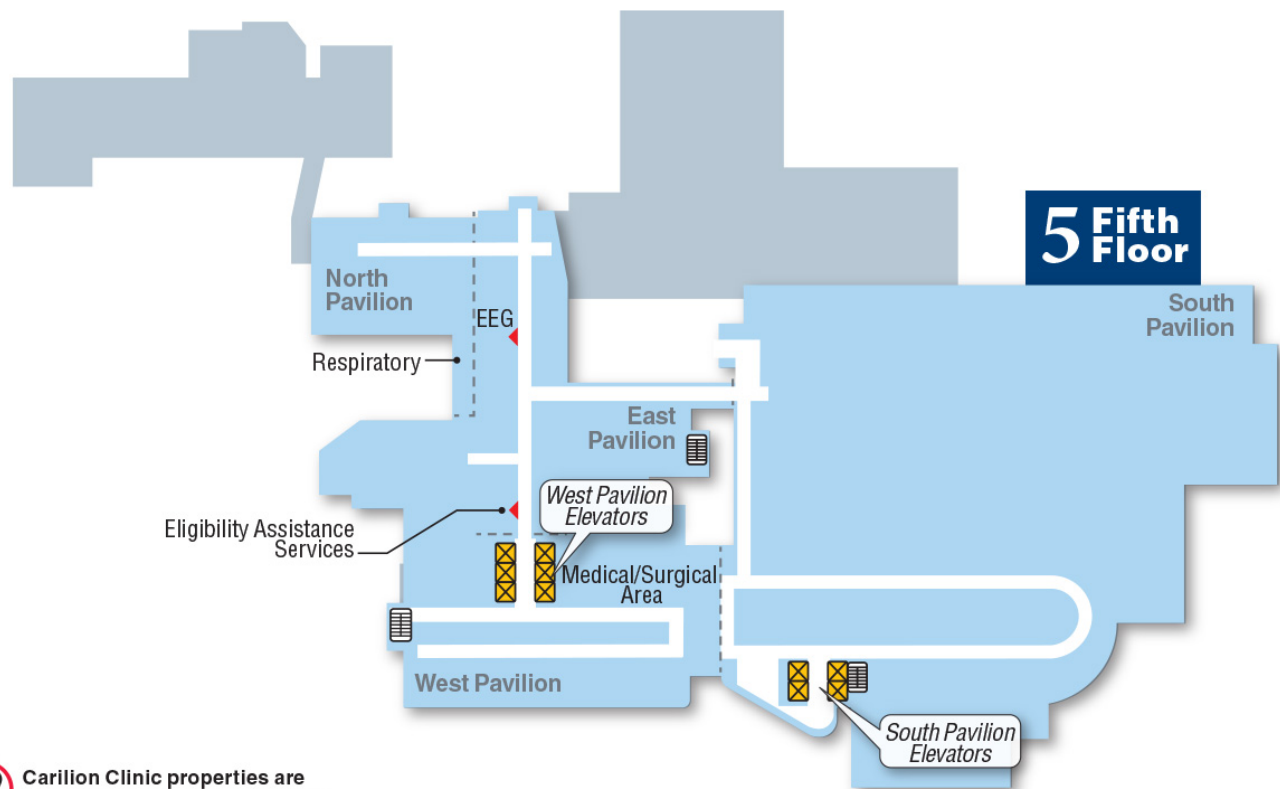 5 Fifth
Floor
North
Pavilion
South
Pavilion
EEG
Respiratory
East
Pavilion
West Pavilion
Elevators
Eligibility Assistance
Services
Medical/Surgical
Area
West Pavilion
South Pavilion
Elevators
Carilion Clinic properties are